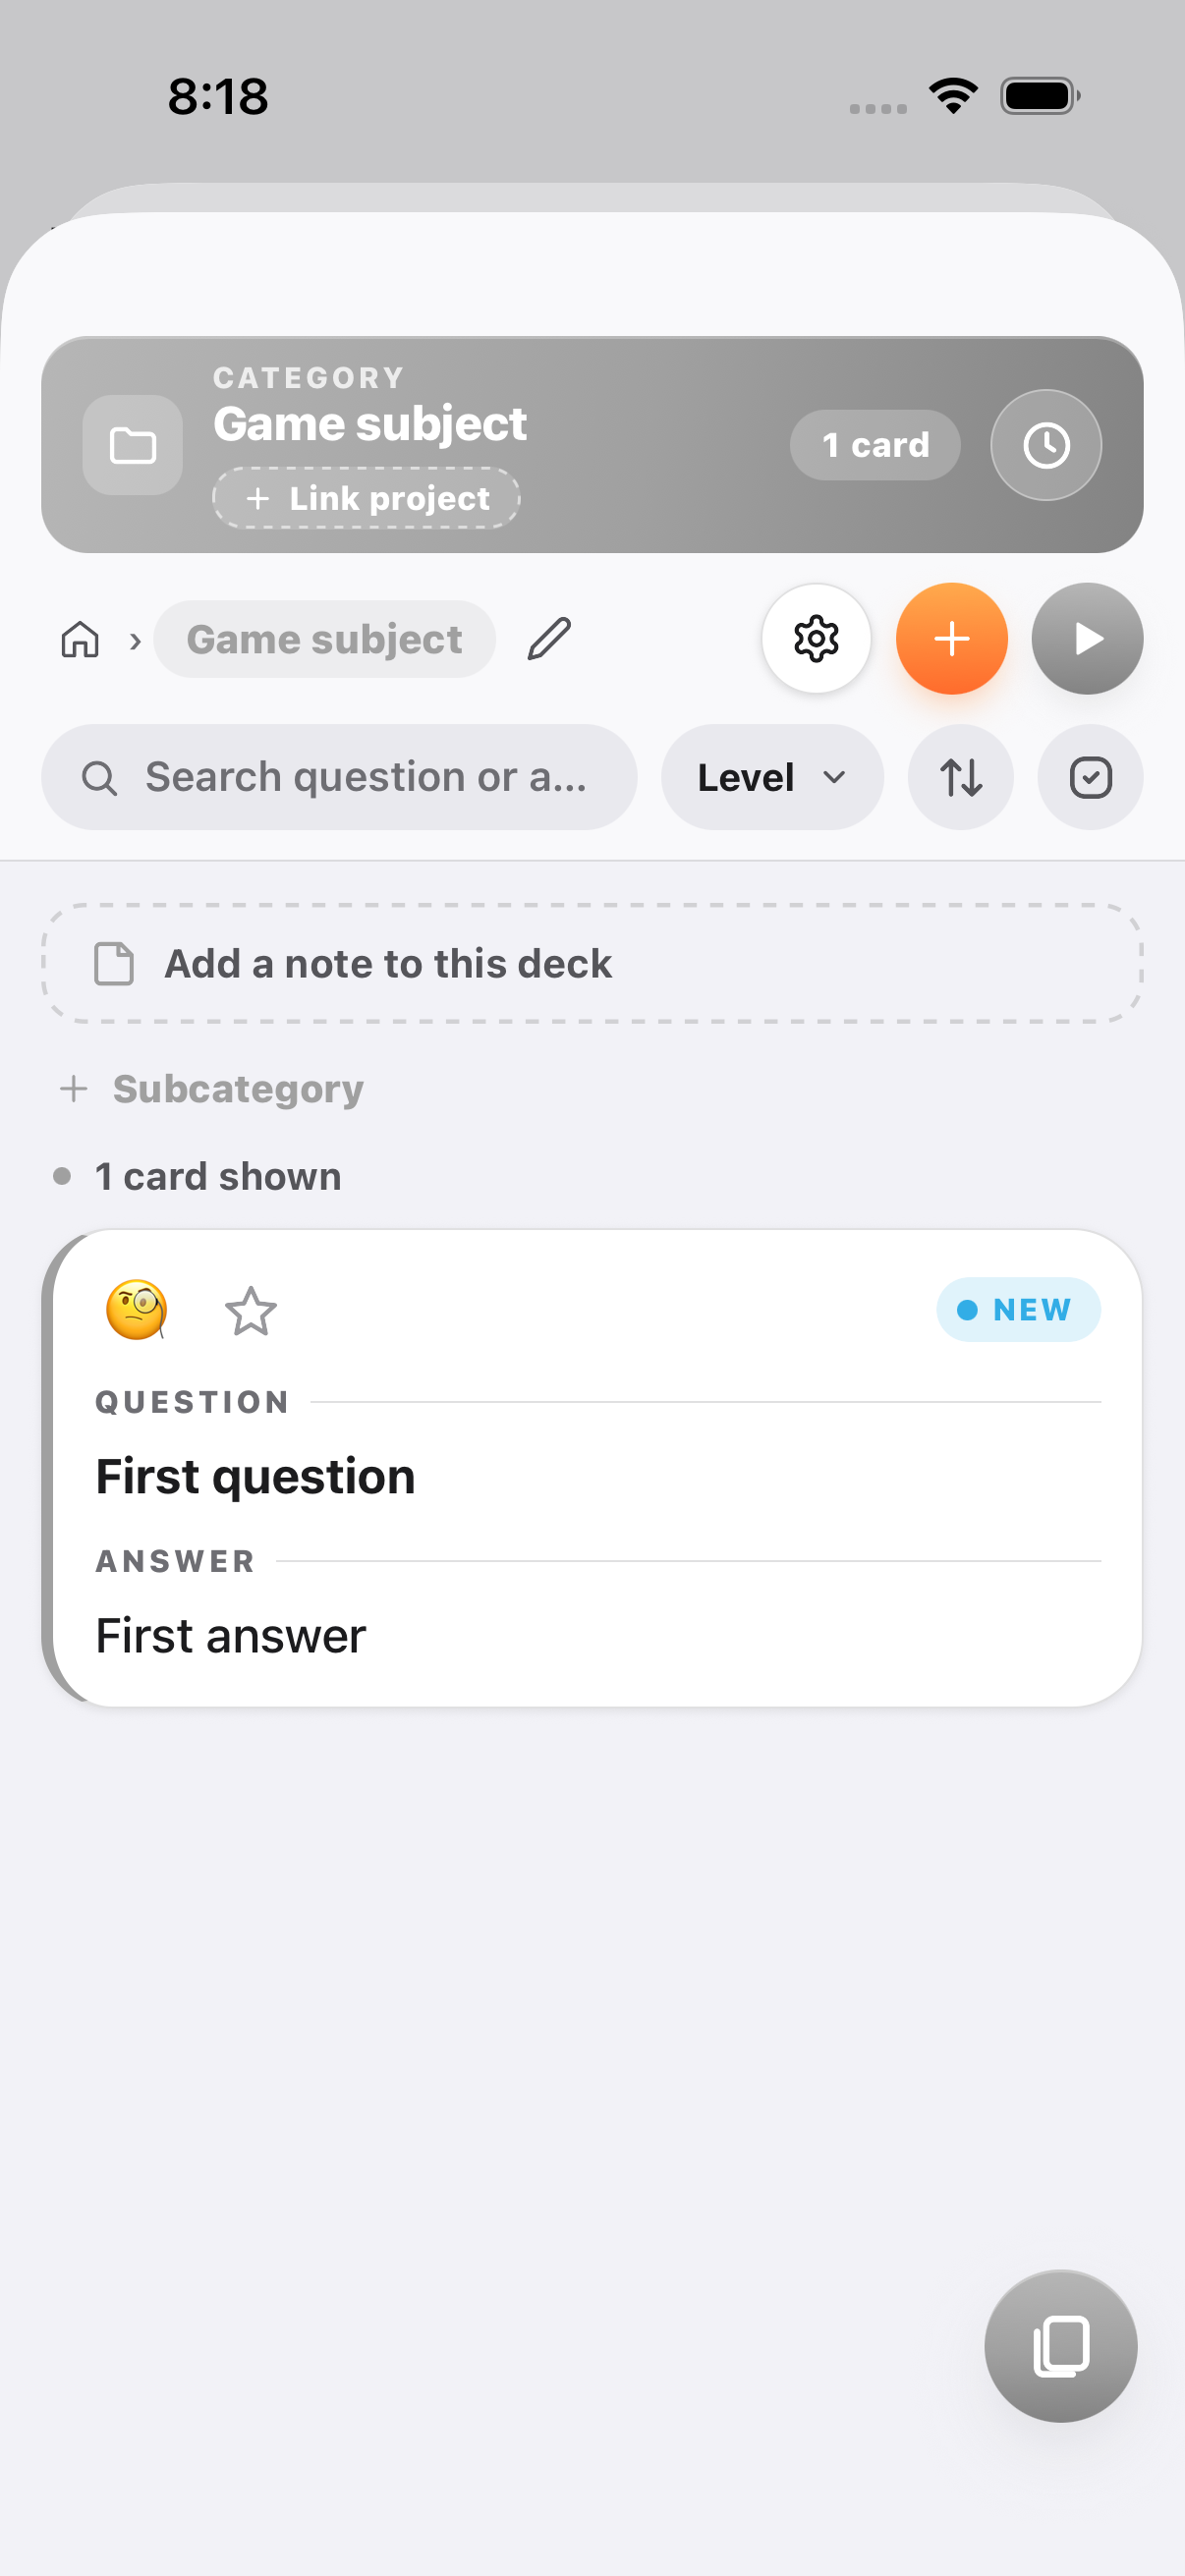 8:18
CATEGORY
Game subject
1 card
+ Link project
› Game subject
Search question or a...
Level
Add a note to this deck
+ Subcategory
1 card shown
NEW
QUESTION
First question
ANSWER
First answer